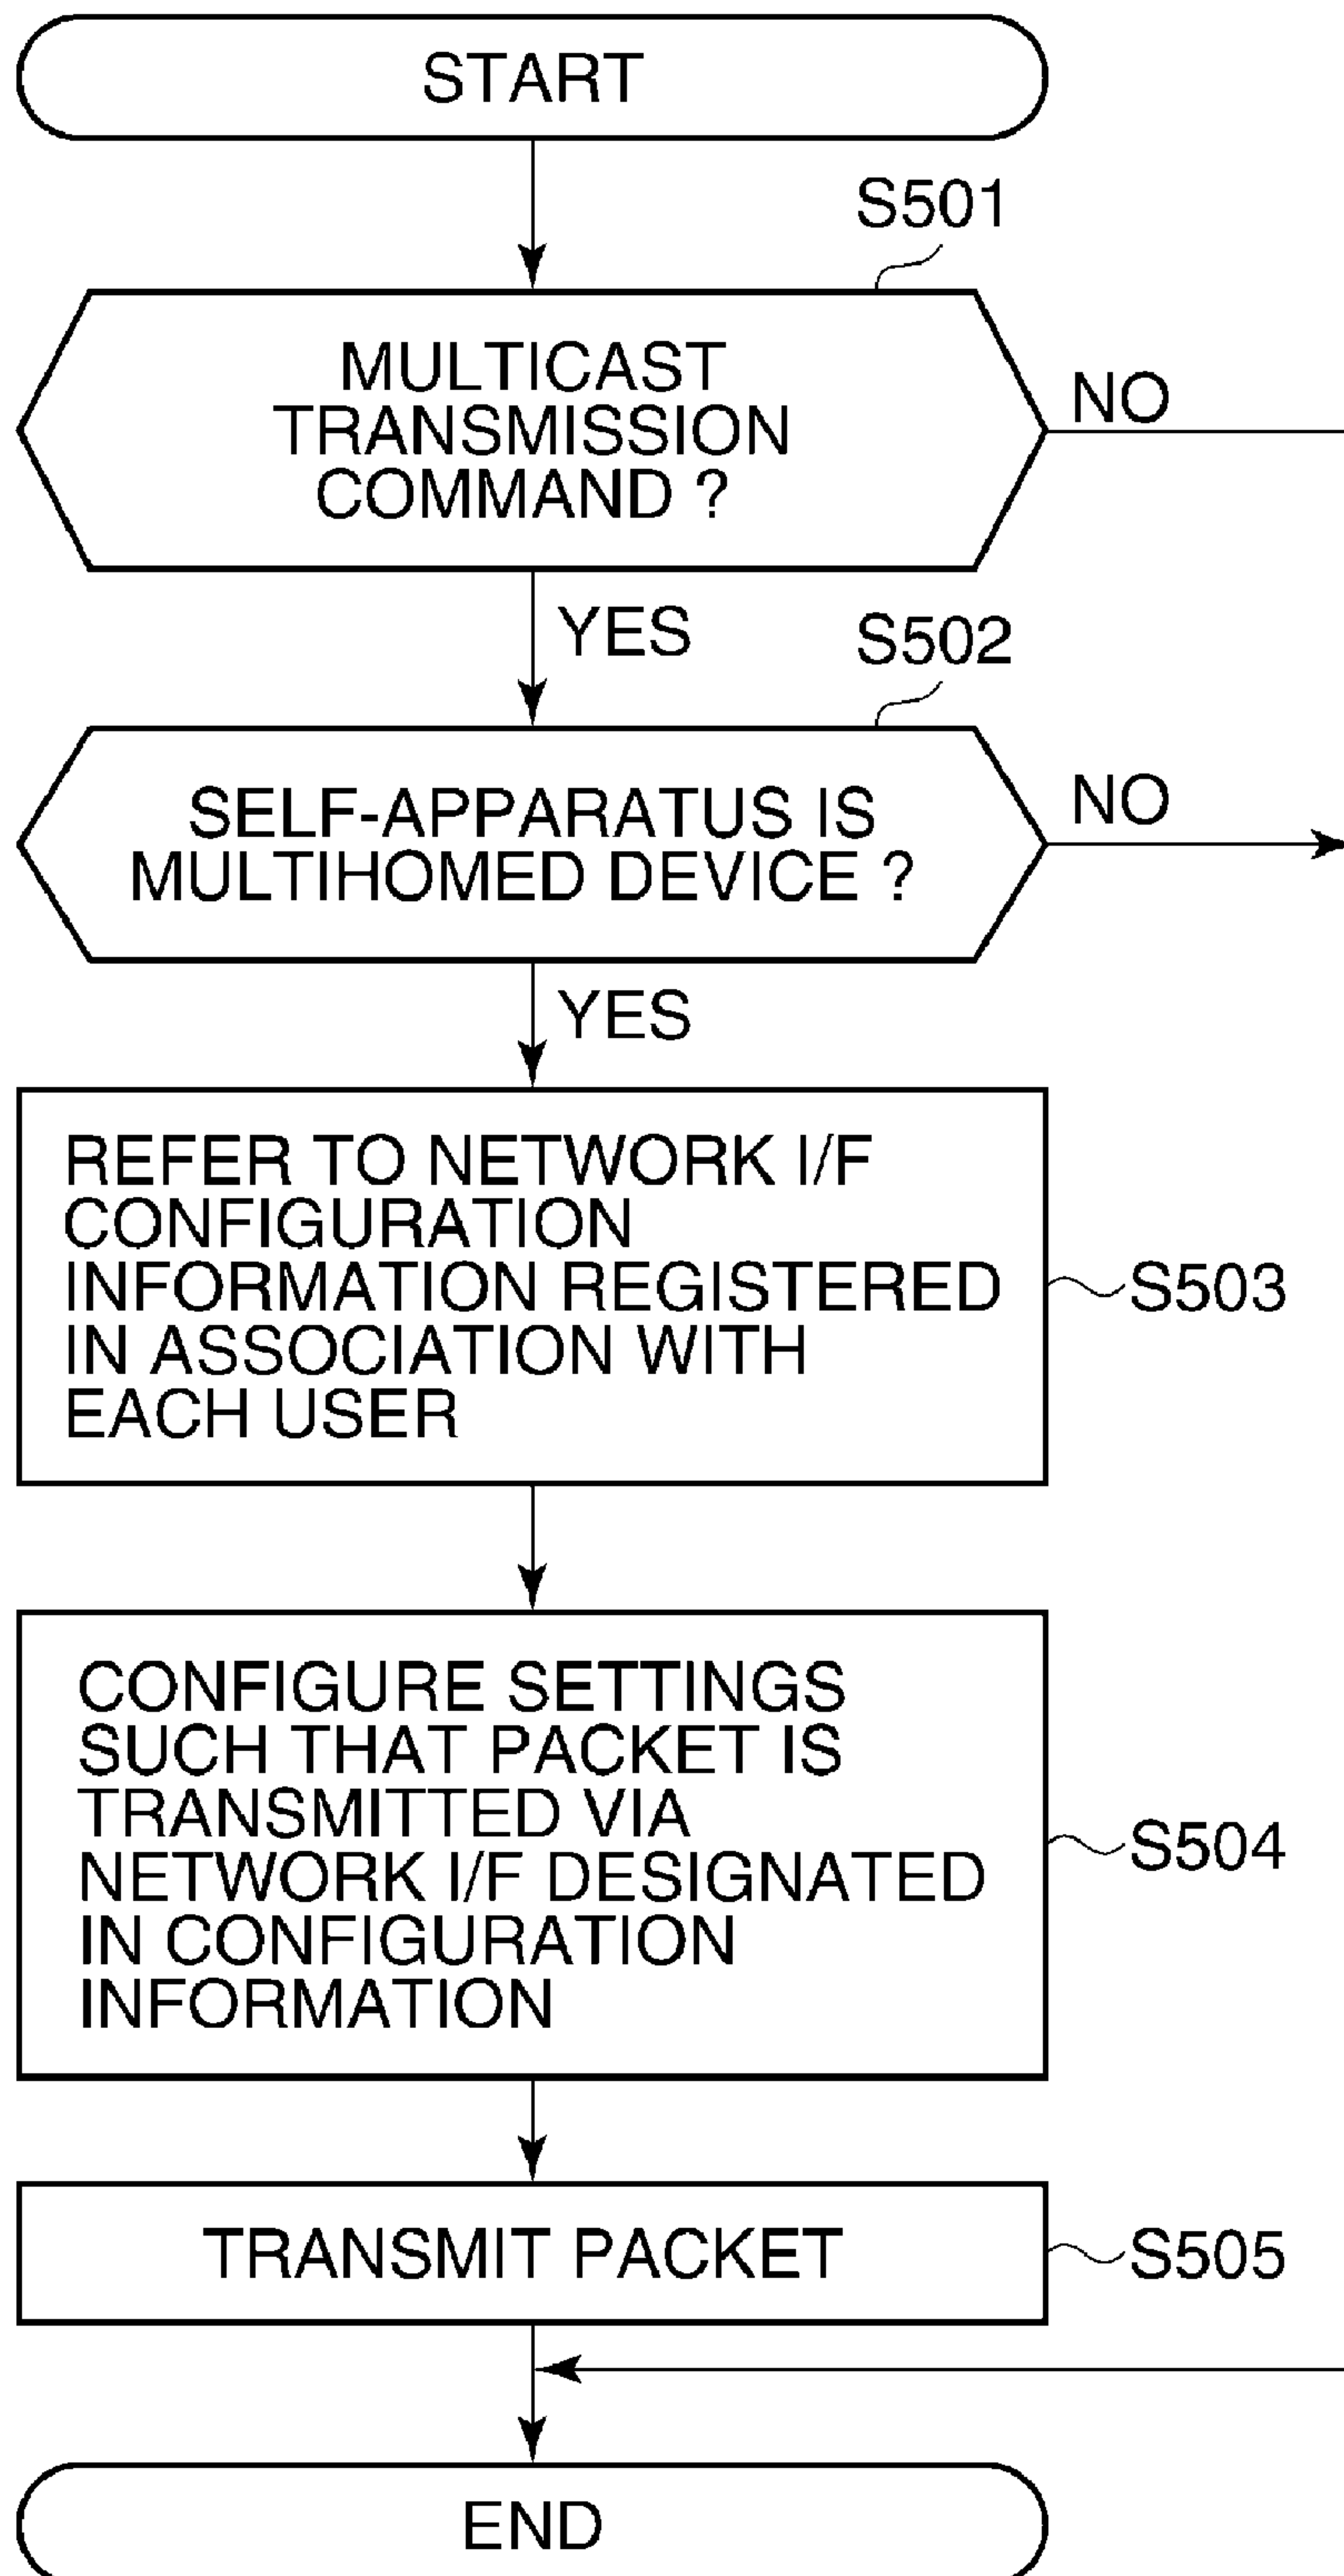 START
S501
MULTICAST
TRANSMISSION
COMMAND ?
NO
YES
S502
SELF-APPARATUS IS
MULTIHOMED DEVICE ?
NO
YES
REFER TO NETWORK I/F
CONFIGURATION
INFORMATION REGISTERED
IN ASSOCIATION WITH
EACH USER
S503
CONFIGURE SETTINGS
SUCH THAT PACKET IS
TRANSMITTED VIA
NETWORK I/F DESIGNATED
IN CONFIGURATION
INFORMATION
S504
TRANSMIT PACKET
S505
END